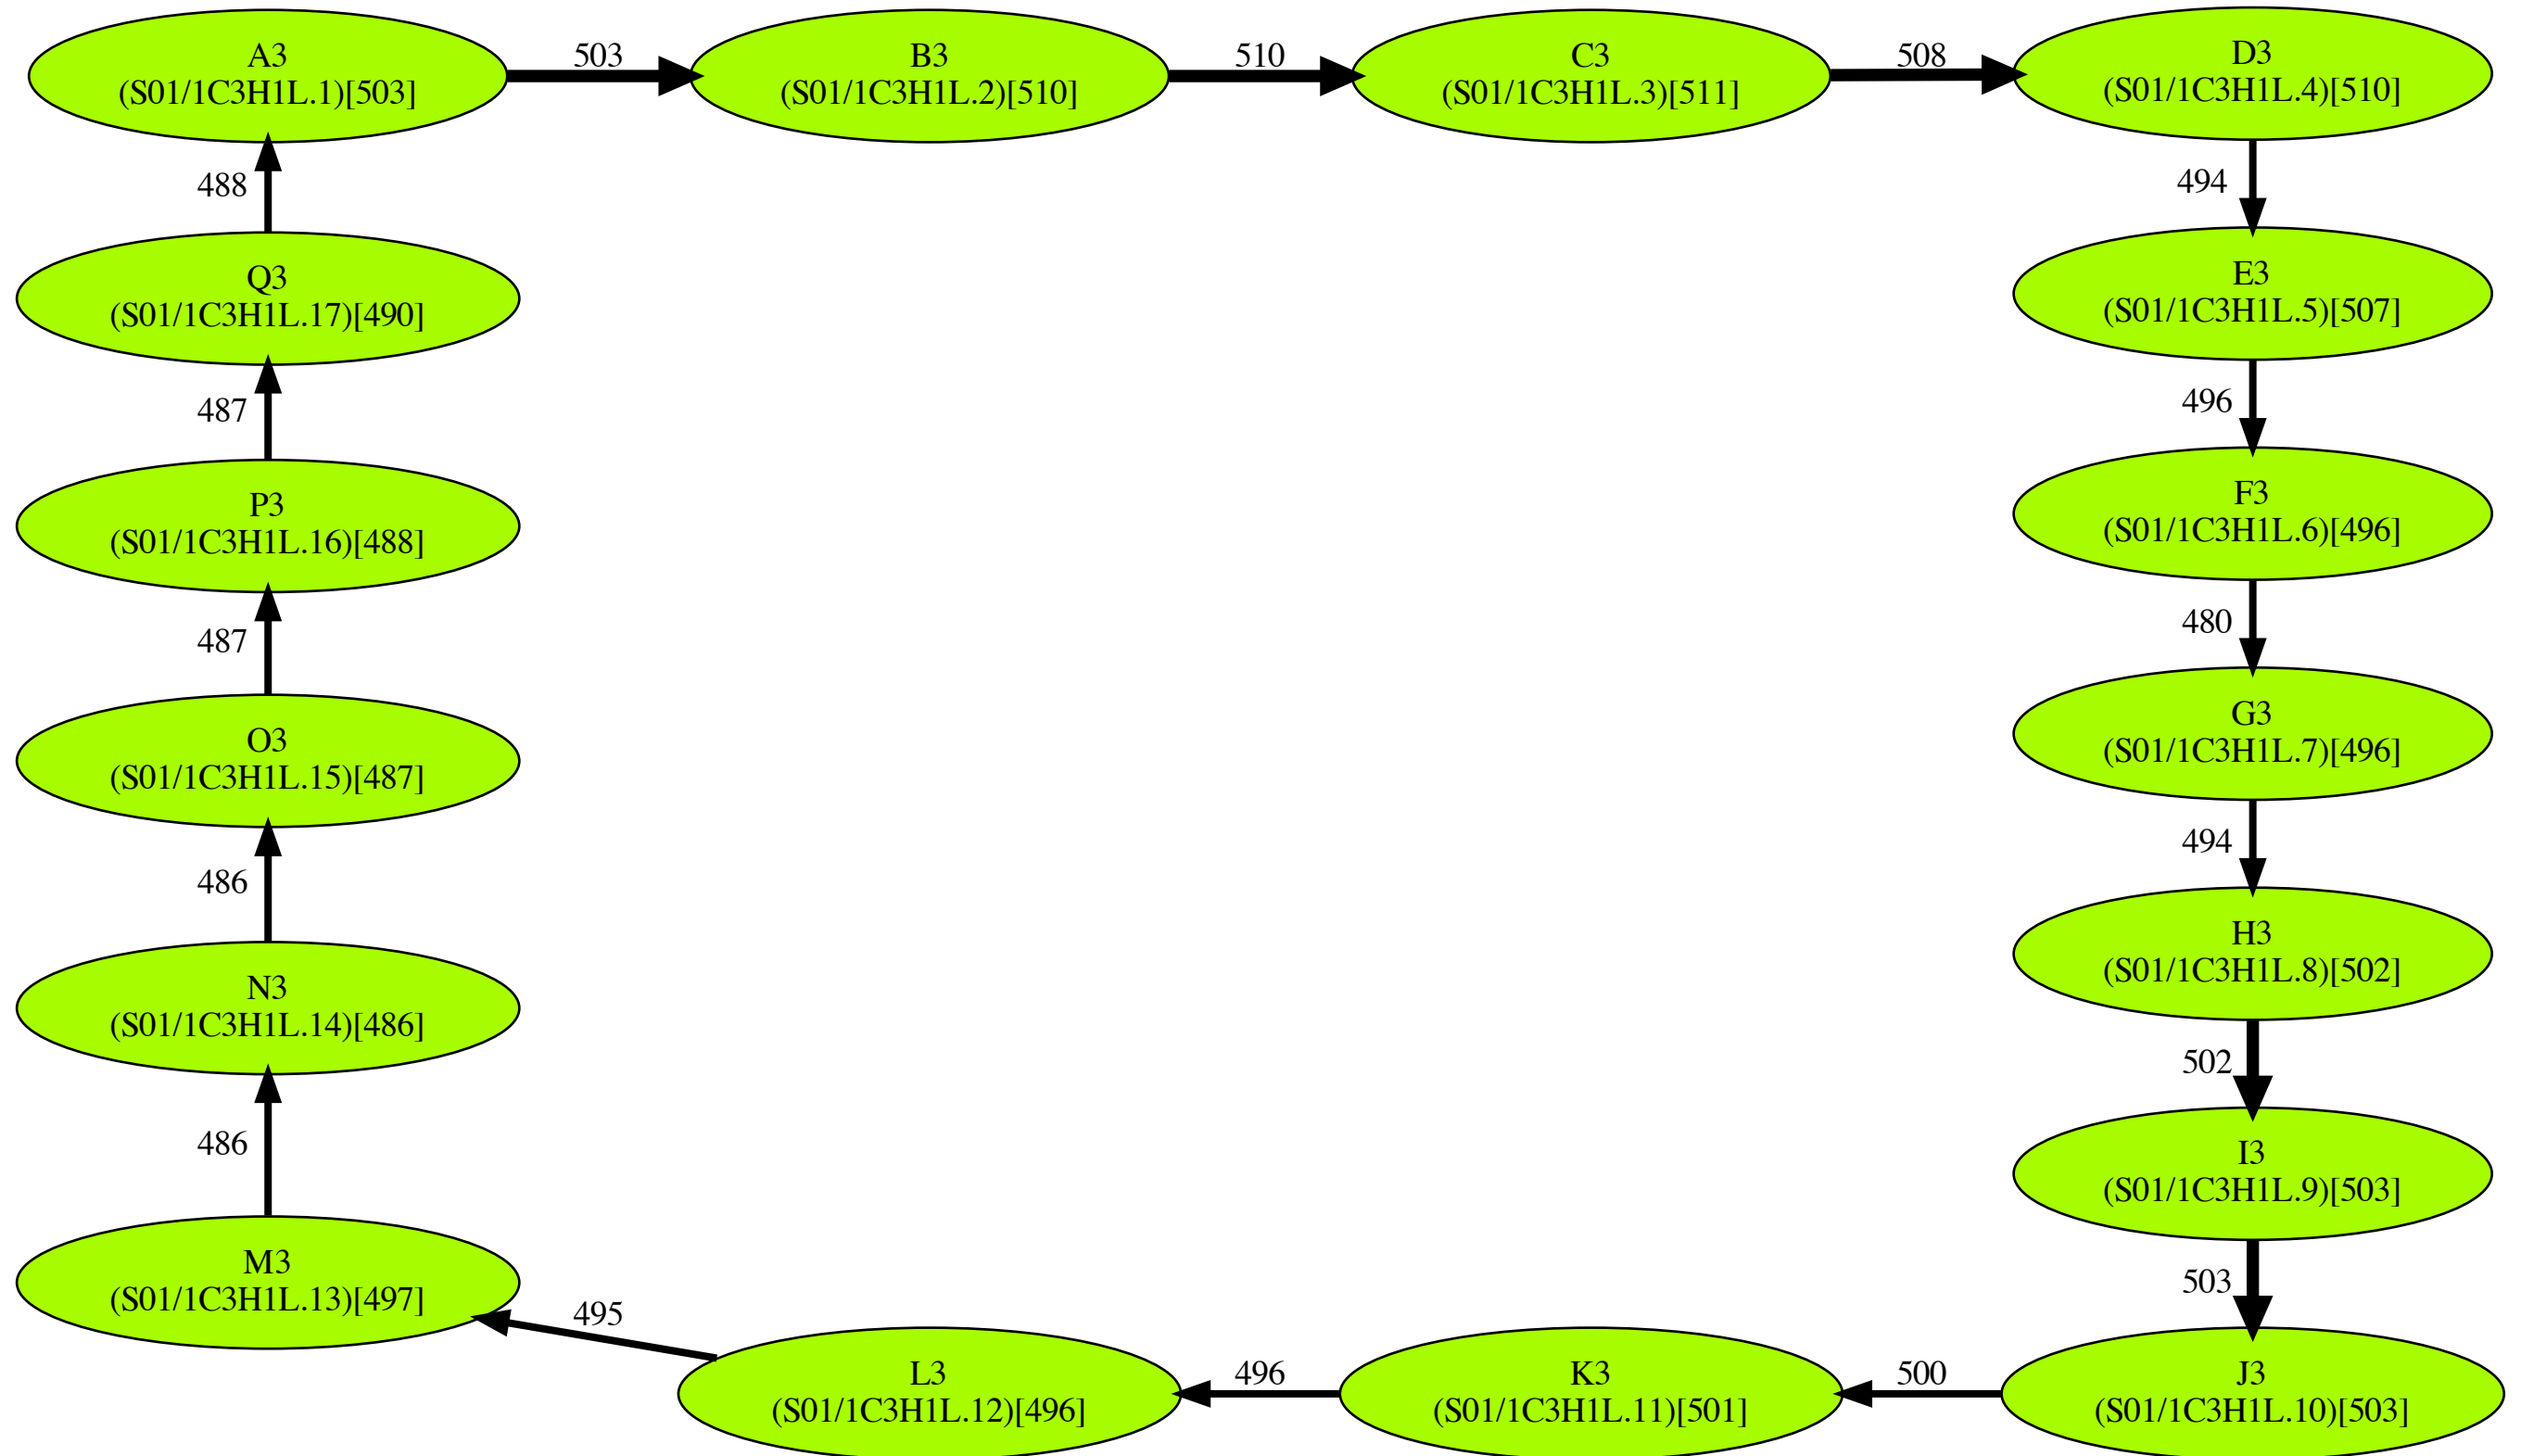 A3
(S01/1C3H1L.1)[503]
503
B3
(S01/1C3H1L.2)[510]
510
C3
(S01/1C3H1L.3)[511]
508
D3
(S01/1C3H1L.4)[510]
494
E3
(S01/1C3H1L.5)[507]
496
F3
(S01/1C3H1L.6)[496]
480
G3
(S01/1C3H1L.7)[496]
494
H3
(S01/1C3H1L.8)[502]
502
I3
(S01/1C3H1L.9)[503]
503
J3
(S01/1C3H1L.10)[503]
500
K3
(S01/1C3H1L.11)[501]
496
L3
(S01/1C3H1L.12)[496]
495
M3
(S01/1C3H1L.13)[497]
486
N3
(S01/1C3H1L.14)[486]
486
O3
(S01/1C3H1L.15)[487]
487
P3
(S01/1C3H1L.16)[488]
487
Q3
(S01/1C3H1L.17)[490]
488